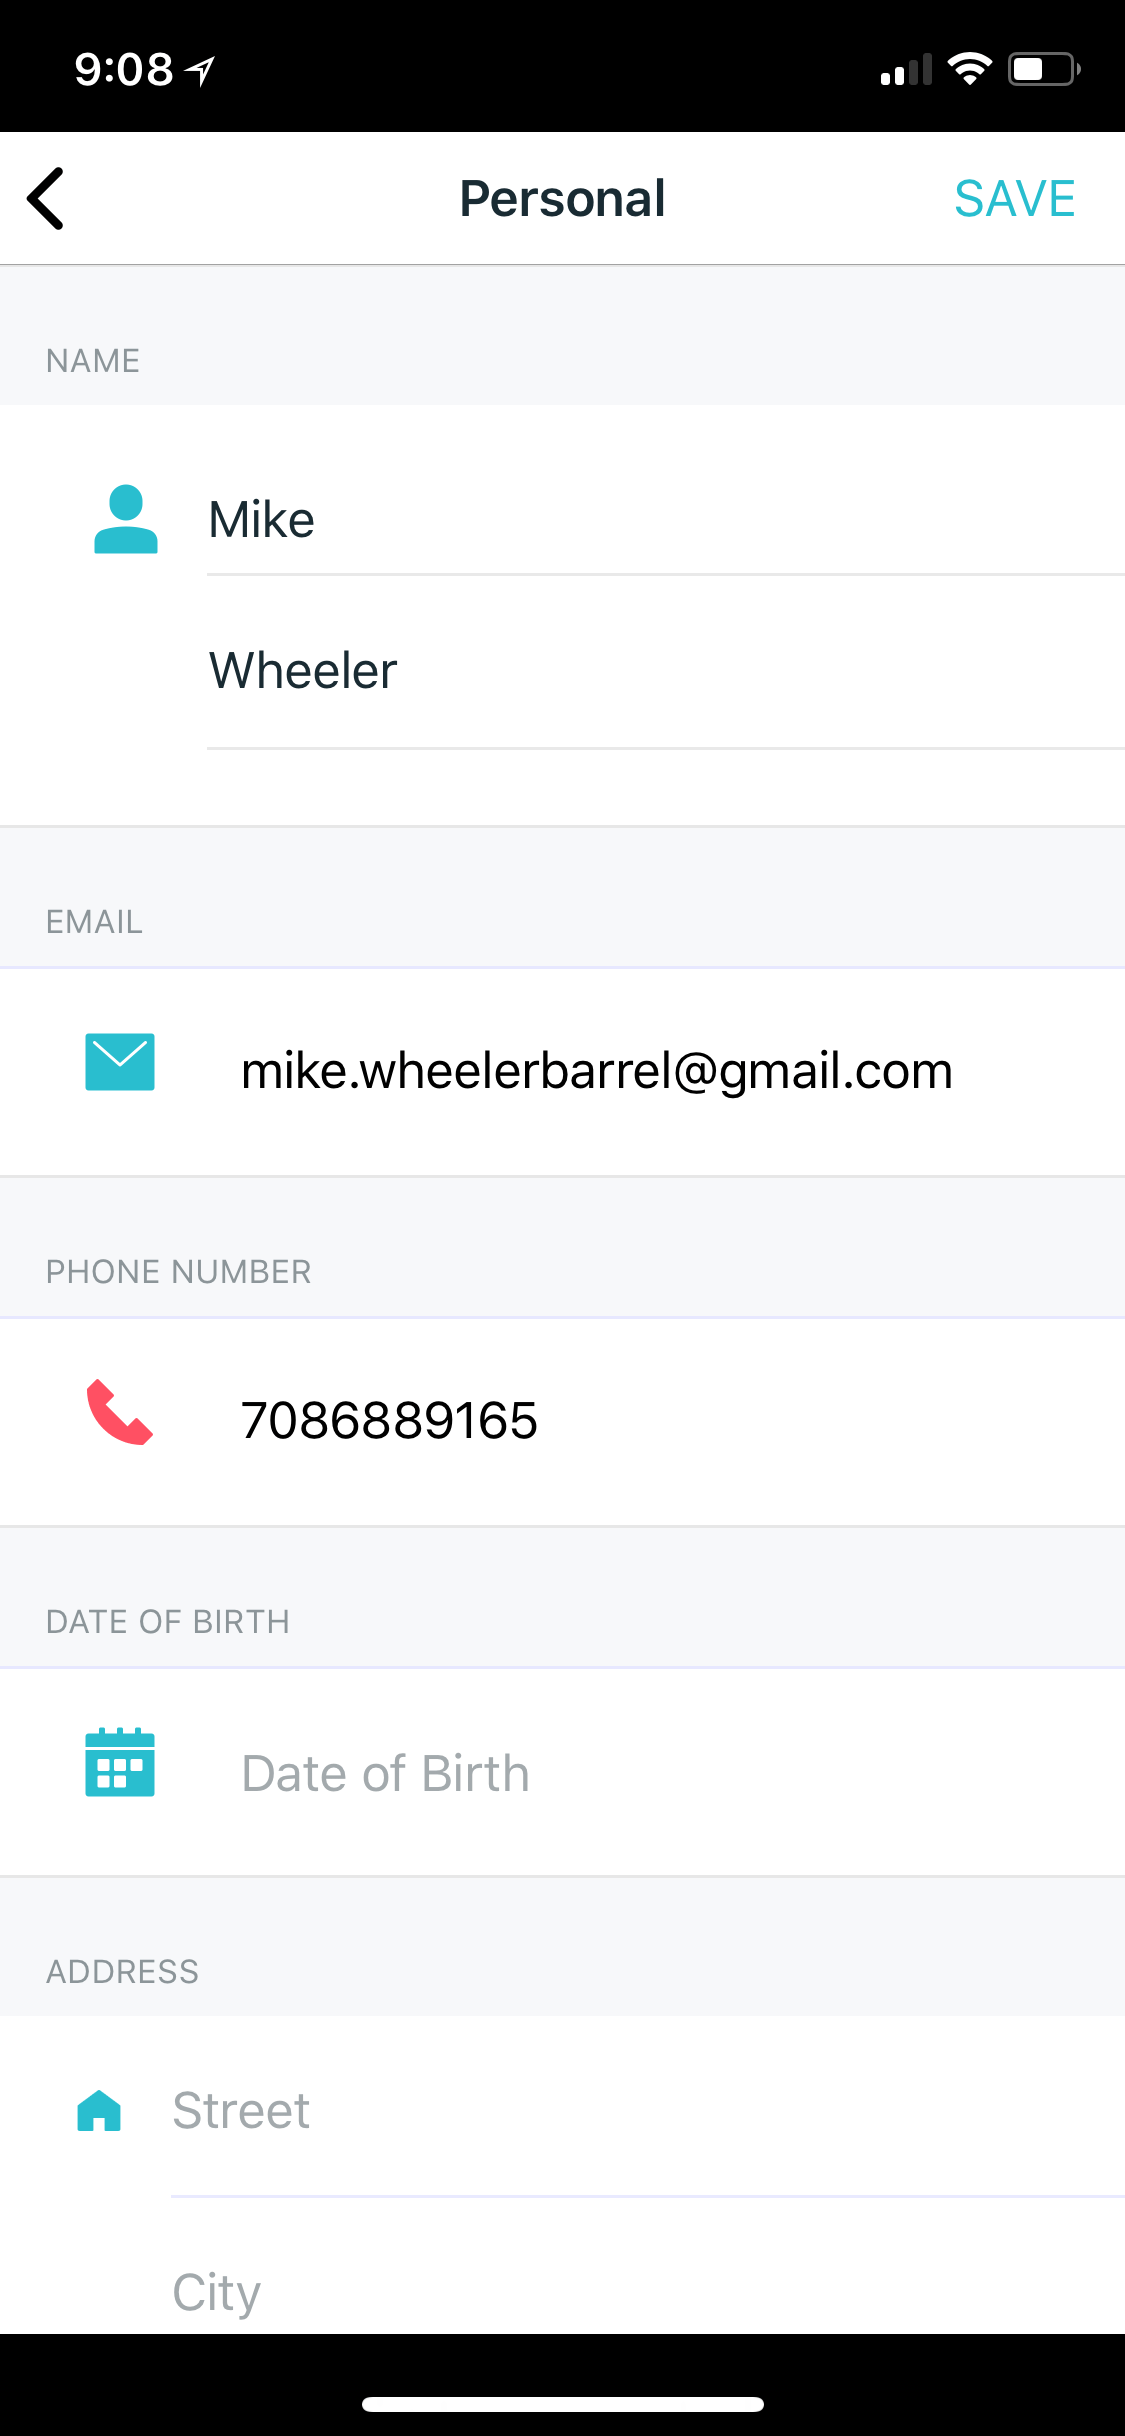 9:08
Personal
SAVE
NAME
Mike
Wheeler
EMAIL
mike.wheelerbarrel@gmail.com
PHONE NUMBER
7086889165
DATE OF BIRTH
Date of Birth
ADDRESS
Street
City